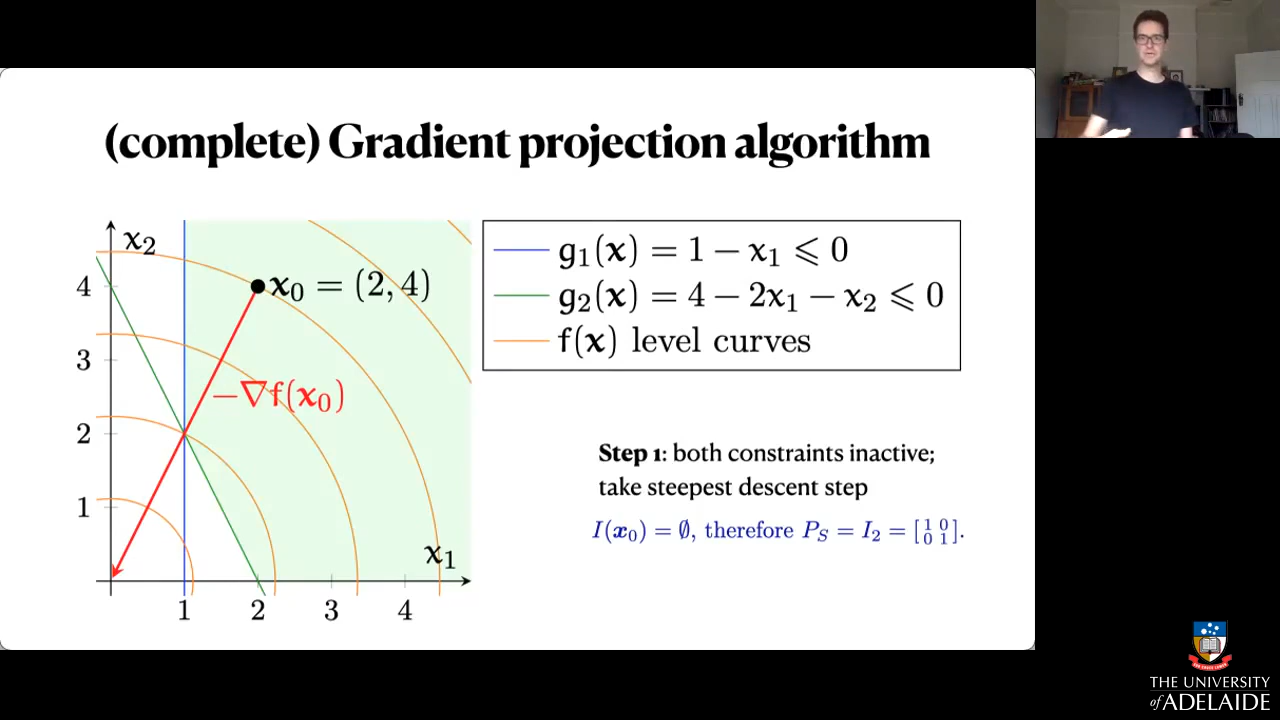 (complete) Gradient projection algorithm
x₂
4
3
2
1
x₀ = (2, 4)
−∇f(x₀)
x₁
1 2 3 4
g₁(x) = 1 − x₁ ⩽ 0
g₂(x) = 4 − 2x₁ − x₂ ⩽ 0
f(x) level curves
Step 1: both constraints inactive;
take steepest descent step
I(x₀) = ∅, therefore P_S = I₂ = [1 0; 0 1].
THE UNIVERSITY
of ADELAIDE